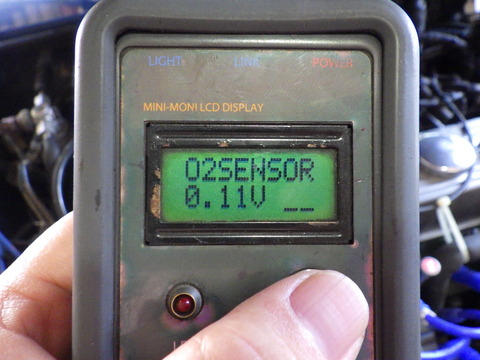 LIGHT LINK POWER
MINI-MONI LCD DISPLAY
O2SENSOR
0.11V __